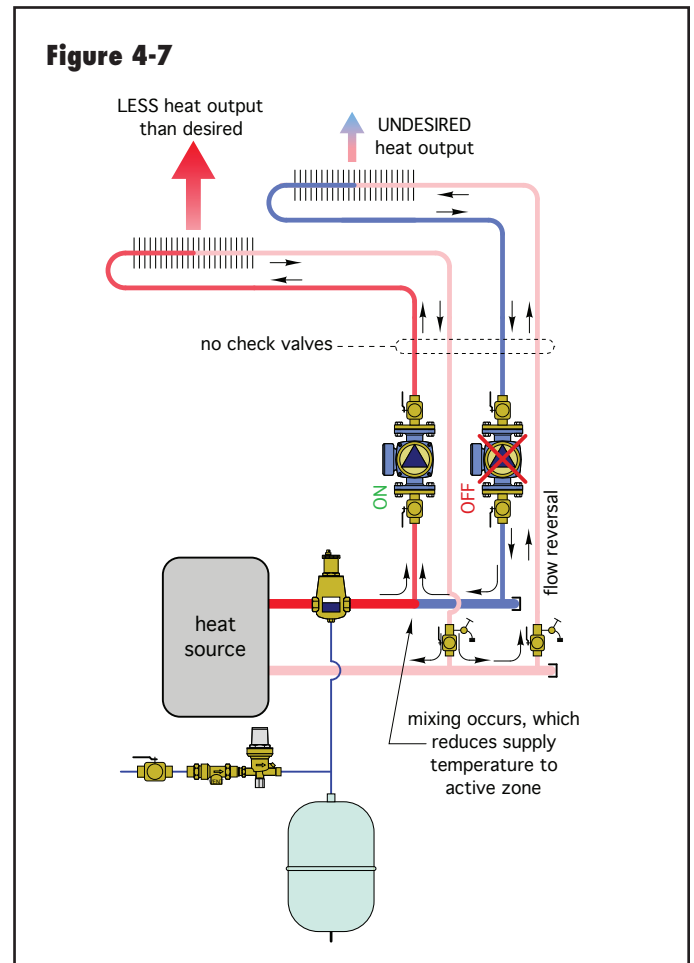 Figure 4-7
LESS heat output
than desired
UNDESIRED
heat output
no check valves
ON
OFF
flow reversal
heat
source
mixing occurs, which
reduces supply
temperature to
active zone